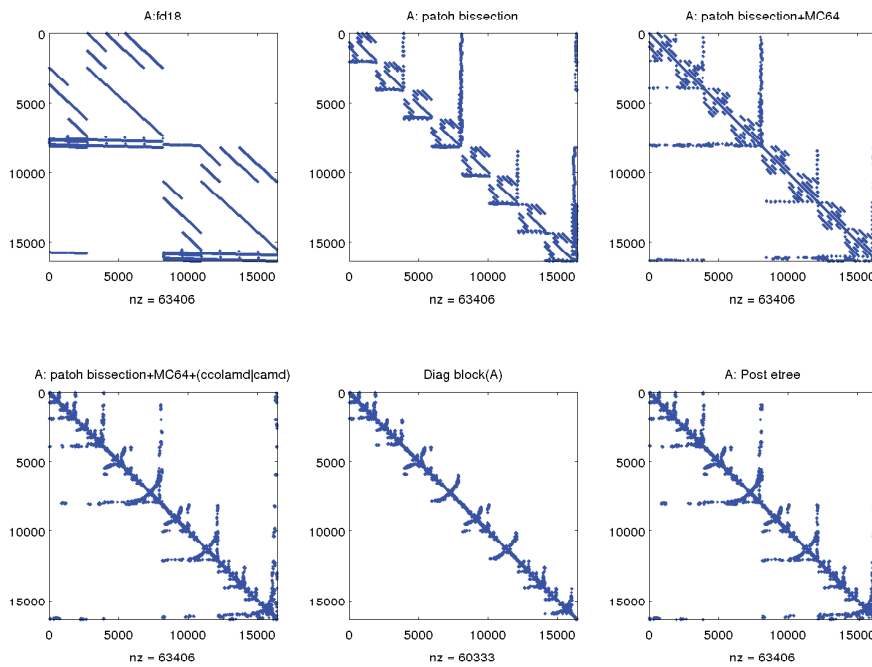 A:fd18
0
5000
10000
15000
0 5000 10000 15000
nz = 63406
A: patoh bissection
0
5000
10000
15000
0 5000 10000 15000
nz = 63406
A: patoh bissection+MC64
0
5000
10000
15000
0 5000 10000 15000
nz = 63406
A: patoh bissection+MC64+(ccolamd|camd)
0
5000
10000
15000
0 5000 10000 15000
nz = 63406
Diag block(A)
0
5000
10000
15000
0 5000 10000 15000
nz = 60333
A: Post etree
0
5000
10000
15000
0 5000 10000 15000
nz = 63406